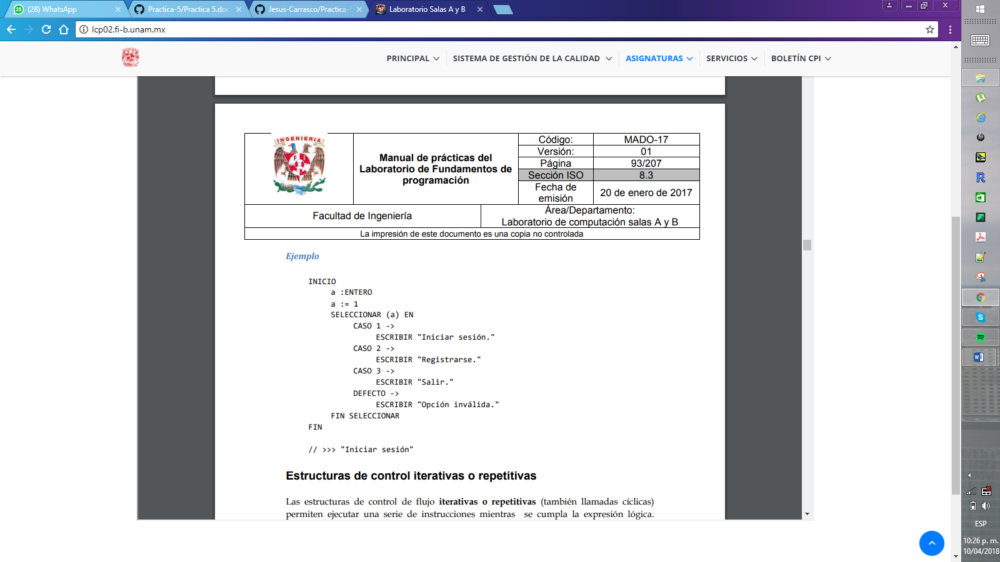 (28) WhatsApp
Practica-5/Practica 5.doc
Jesus-Carrasco/Practica-
Laboratorio Salas A y B
lcp02.fi-b.unam.mx
PRINCIPAL
SISTEMA DE GESTIÓN DE LA CALIDAD
ASIGNATURAS
SERVICIOS
BOLETÍN CPI
INGENIERIA
Manual de prácticas del
Laboratorio de Fundamentos de
programación
Código:
MADO-17
Versión:
01
Página
93/207
Sección ISO
8.3
Fecha de
emisión
20 de enero de 2017
Facultad de Ingeniería
Área/Departamento:
Laboratorio de computación salas A y B
La impresión de este documento es una copia no controlada
Ejemplo
INICIO
a :ENTERO
a := 1
SELECCIONAR (a) EN
CASO 1 ->
ESCRIBIR "Iniciar sesión."
CASO 2 ->
ESCRIBIR "Registrarse."
CASO 3 ->
ESCRIBIR "Salir."
DEFECTO ->
ESCRIBIR "Opción inválida."
FIN SELECCIONAR
FIN
// >>> "Iniciar sesión"
Estructuras de control iterativas o repetitivas
Las estructuras de control de flujo iterativas o repetitivas (también llamadas cíclicas)
permiten ejecutar una serie de instrucciones mientras se cumpla la expresión lógica.
ESP
10:26 p. m.
10/04/2018